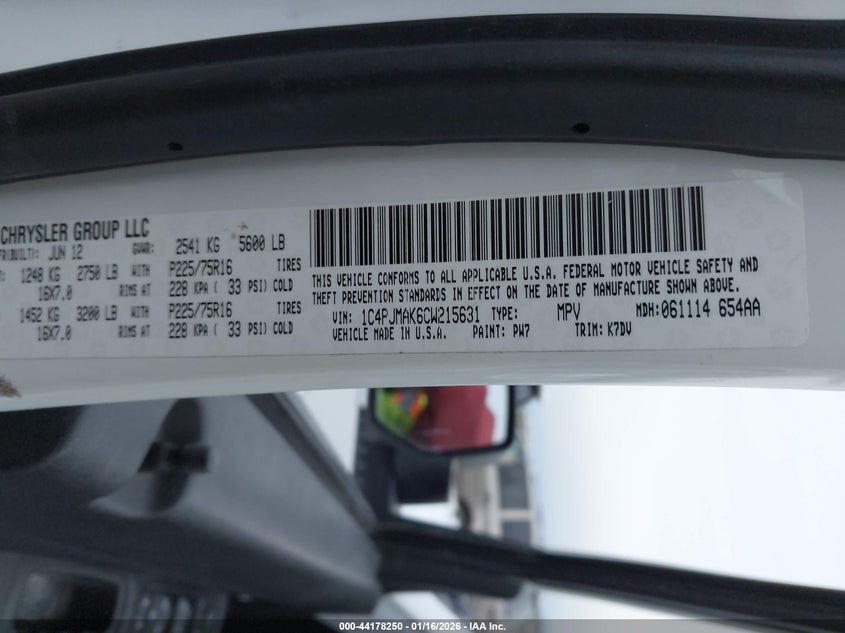 CHRYSLER GROUP LLC
FR(BUILT): JUN 12 GVWR: 2541 KG 5600 LB
1248 KG 2750 LB WITH P225/75R16 TIRES
16X7.0 RIMS AT 228 KPA ( 33 PSI) COLD
1452 KG 3200 LB WITH P225/75R16 TIRES
16X7.0 RIMS AT 228 KPA ( 33 PSI) COLD
THIS VEHICLE CONFORMS TO ALL APPLICABLE U.S.A. FEDERAL MOTOR VEHICLE SAFETY AND
THEFT PREVENTION STANDARDS IN EFFECT ON THE DATE OF MANUFACTURE SHOWN ABOVE.
VIN: 1C4PJMAK6CW215631 TYPE: MPV MDH:061114 654AA
VEHICLE MADE IN U.S.A. PAINT: PW7 TRIM: K7DV
000-44178250 - 01/16/2026 - IAA Inc.